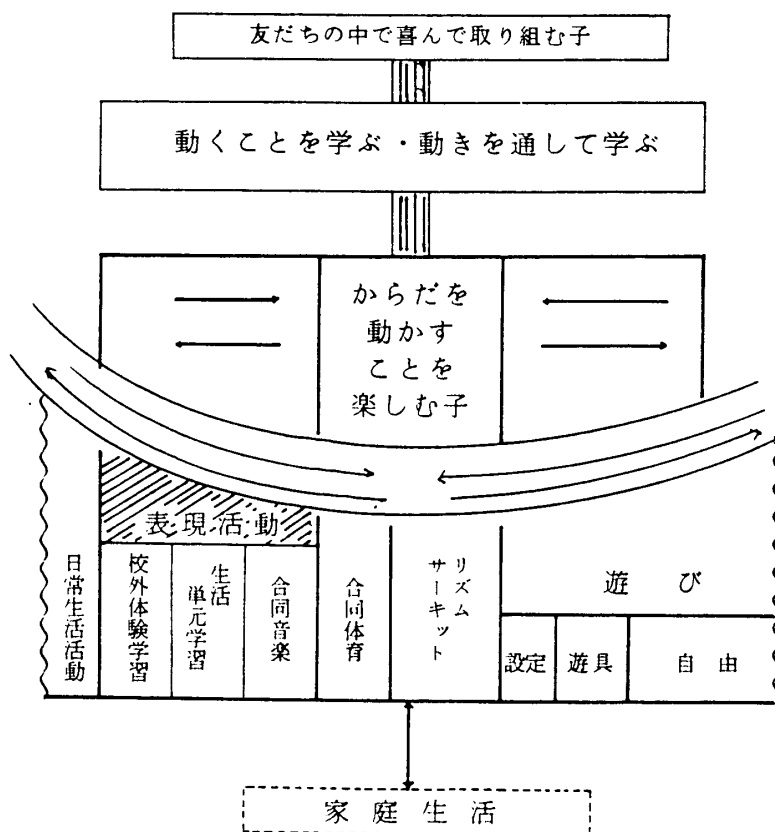 友だちの中で喜んで取り組む子
動くことを学ぶ・動きを通して学ぶ
からだを
動かす
ことを
楽しむ子
表現活動
日常生活活動
校外体験学習
生活
単元学習
合同音楽
合同体育
リズム
サーキット
遊び
設定
遊具
自由
家庭生活